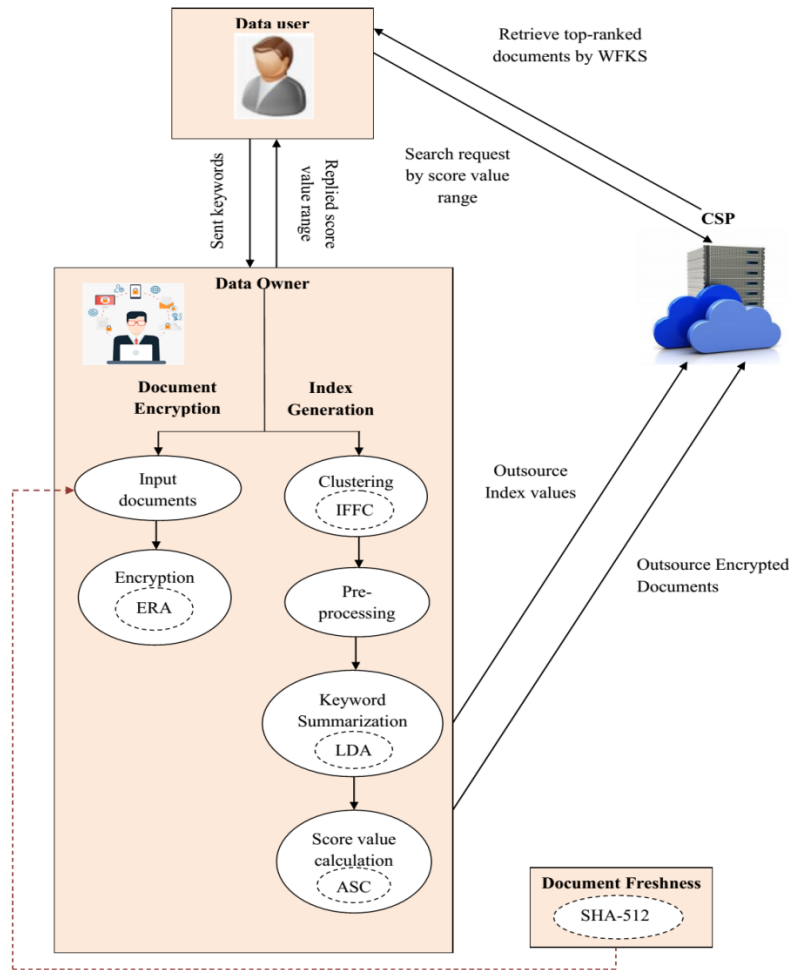 Data user
Retrieve top-ranked
documents by WFKS
Search request
by score value
range
Sent keywords
Replied score
value range
CSP
Data Owner
Document
Encryption
Index
Generation
Input
documents
Clustering
IFFC
Encryption
ERA
Pre-
processing
Keyword
Summarization
LDA
Score value
calculation
ASC
Outsource
Index values
Outsource Encrypted
Documents
Document Freshness
SHA-512